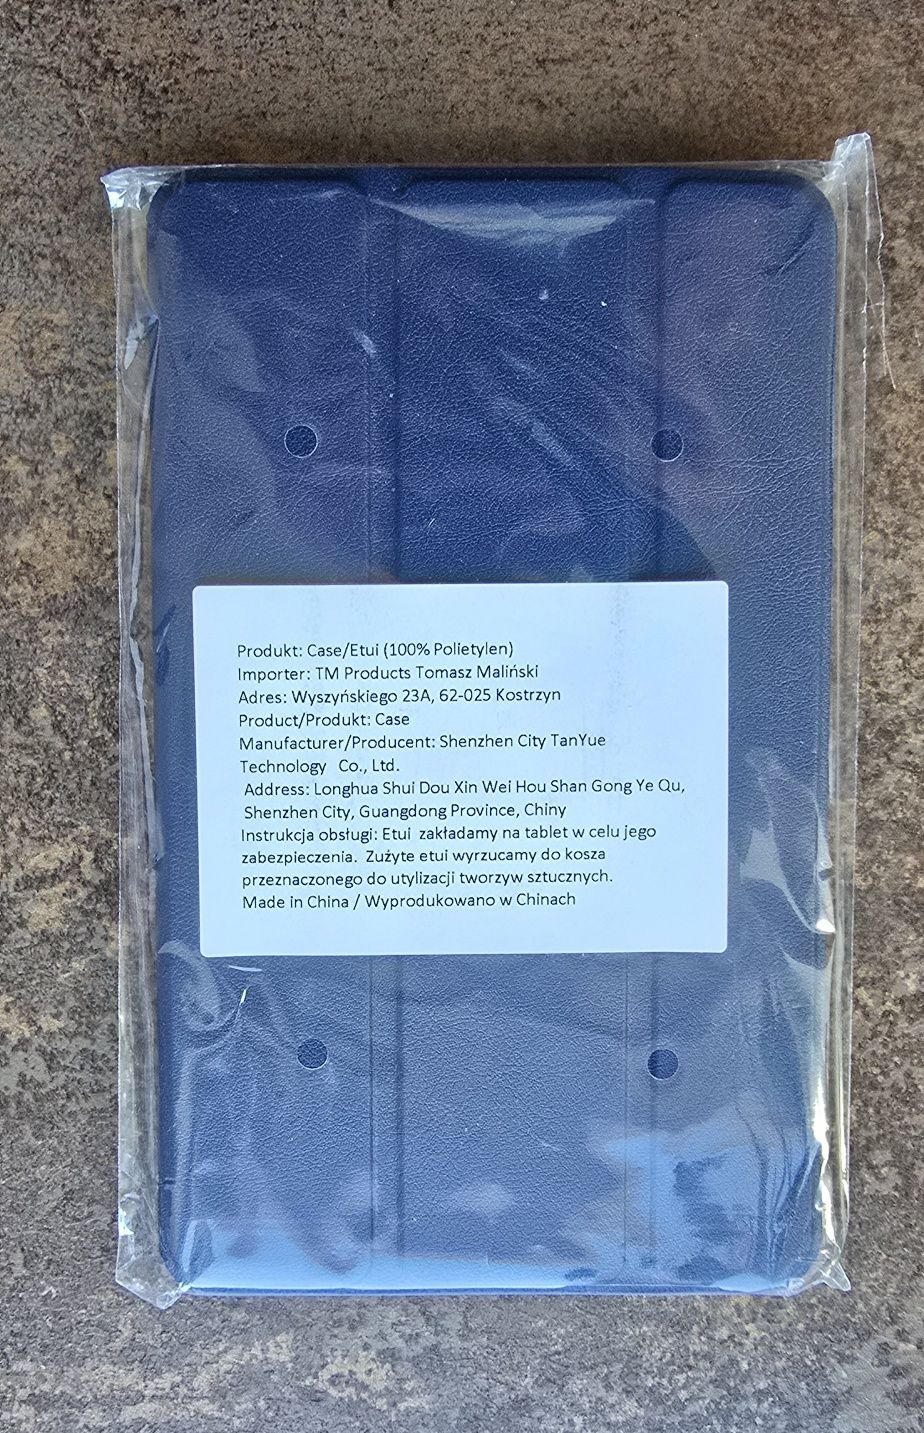 Produkt: Case/Etui (100% Polietylen)
Importer: TM Products Tomasz Maliński
Adres: Wyszyńskiego 23A, 62-025 Kostrzyn
Product/Produkt: Case
Manufacturer/Producent: Shenzhen City TanYue
Technology Co., Ltd.
Address: Longhua Shui Dou Xin Wei Hou Shan Gong Ye Qu,
Shenzhen City, Guangdong Province, Chiny
Instrukcja obsługi: Etui zakładamy na tablet w celu jego
zabezpieczenia. Zużyte etui wyrzucamy do kosza
przeznaczonego do utylizacji tworzyw sztucznych.
Made in China / Wyprodukowano w Chinach